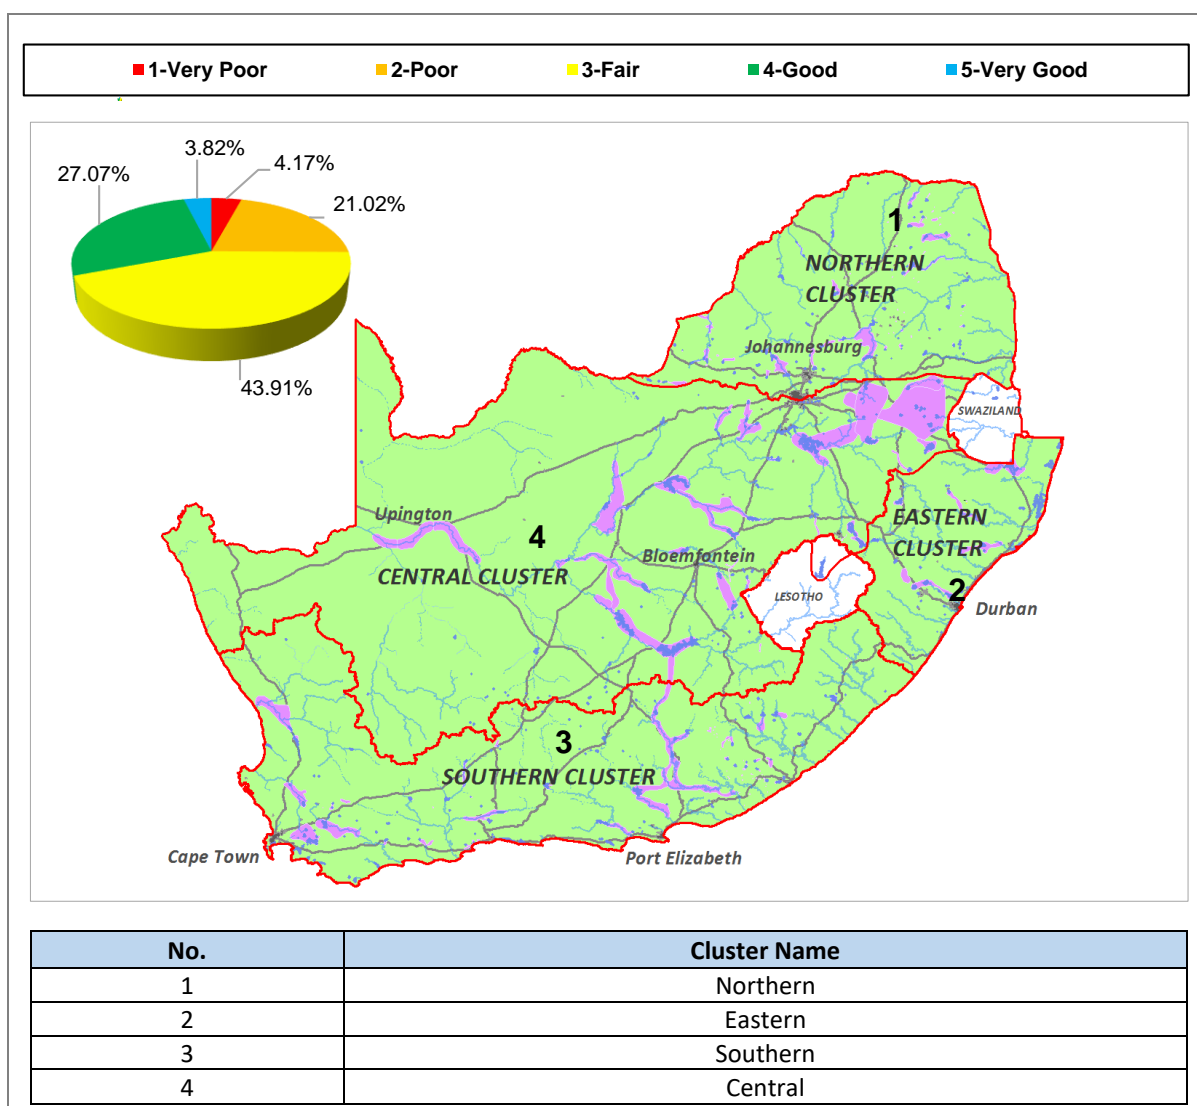 1-Very Poor 2-Poor 3-Fair 4-Good 5-Very Good
3.82%
4.17%
27.07%
21.02%
43.91%
1
NORTHERN
CLUSTER
Johannesburg
SWAZILAND
Upington
4
CENTRAL CLUSTER
Bloemfontein
EASTERN
CLUSTER
LESOTHO
2
Durban
3
SOUTHERN CLUSTER
Cape Town
Port Elizabeth
No. Cluster Name
1 Northern
2 Eastern
3 Southern
4 Central